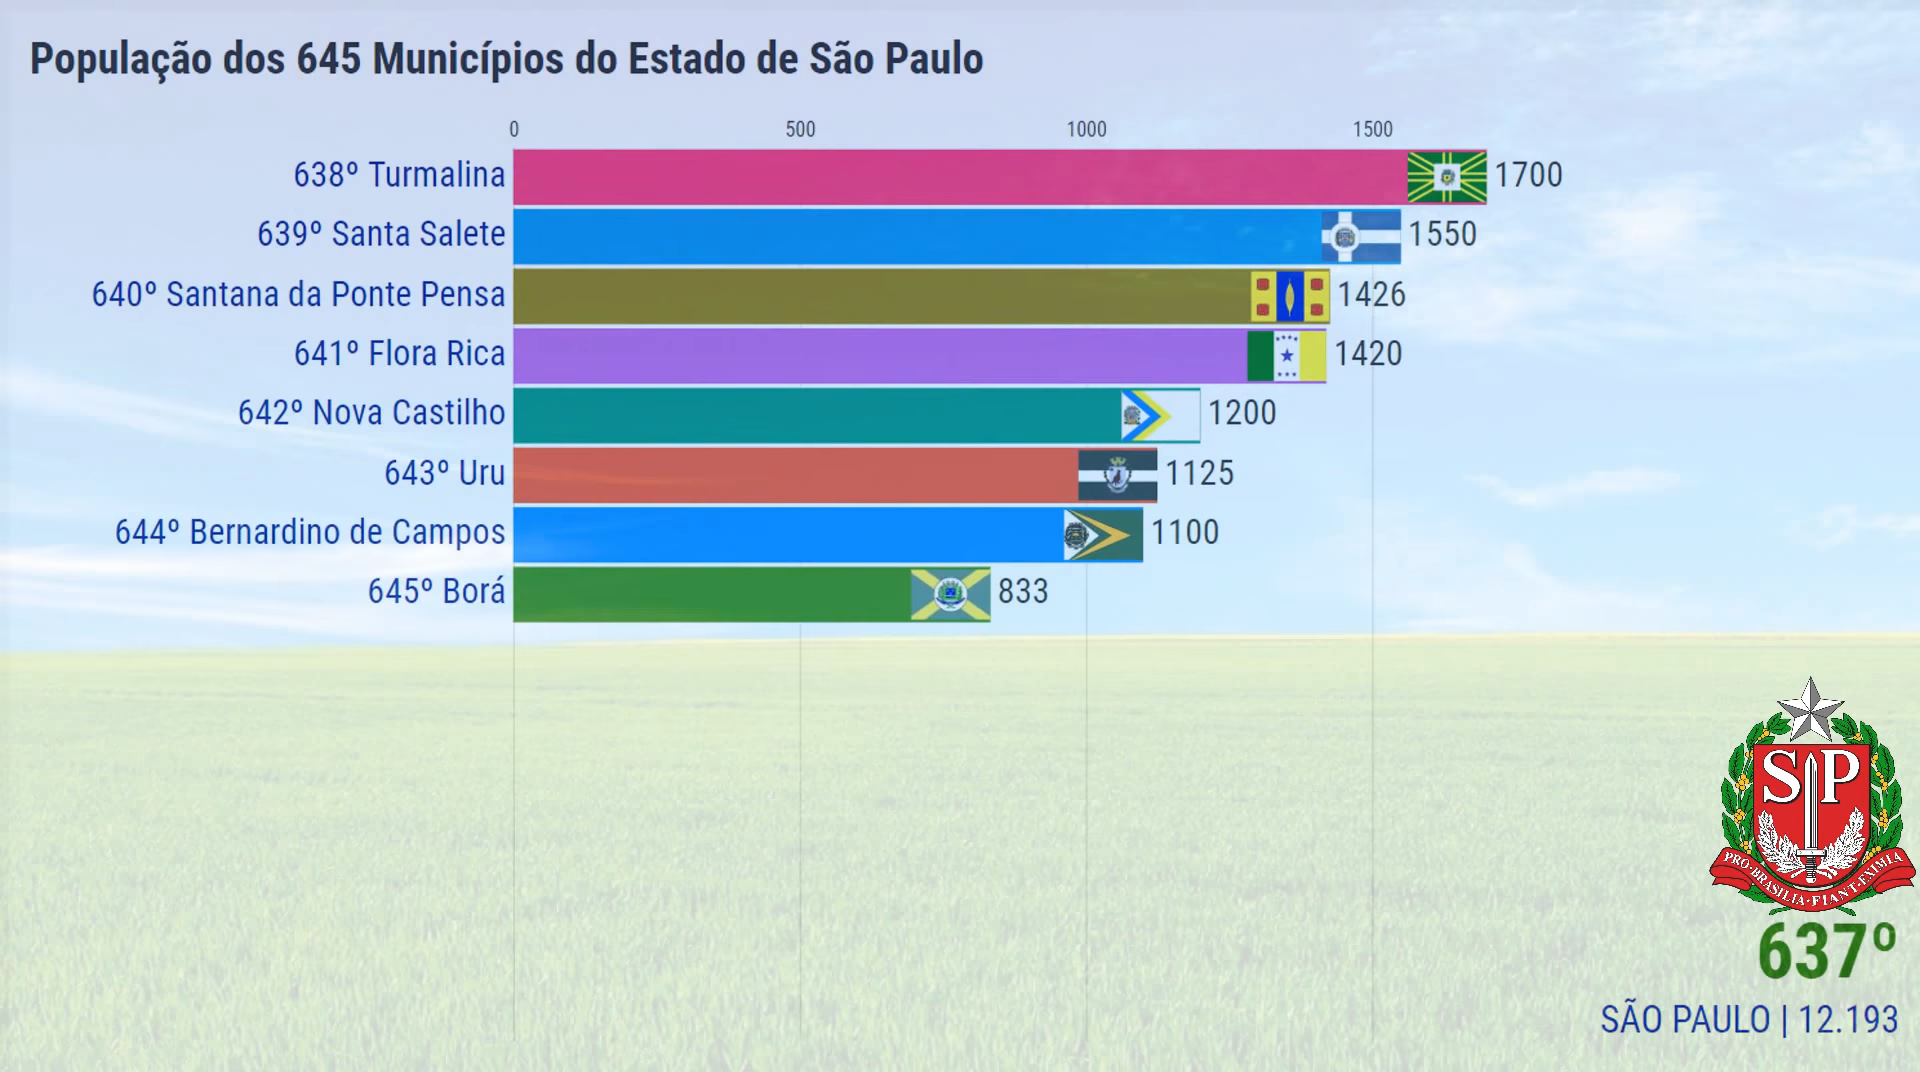 População dos 645 Municípios do Estado de São Paulo
0 500 1000 1500
638º Turmalina 1700
639º Santa Salete 1550
640º Santana da Ponte Pensa 1426
641º Flora Rica 1420
642º Nova Castilho 1200
643º Uru 1125
644º Bernardino de Campos 1100
645º Borá 833
SP
PRO·BRASILIA·FIANT·EXIMIA
637º
SÃO PAULO | 12.193